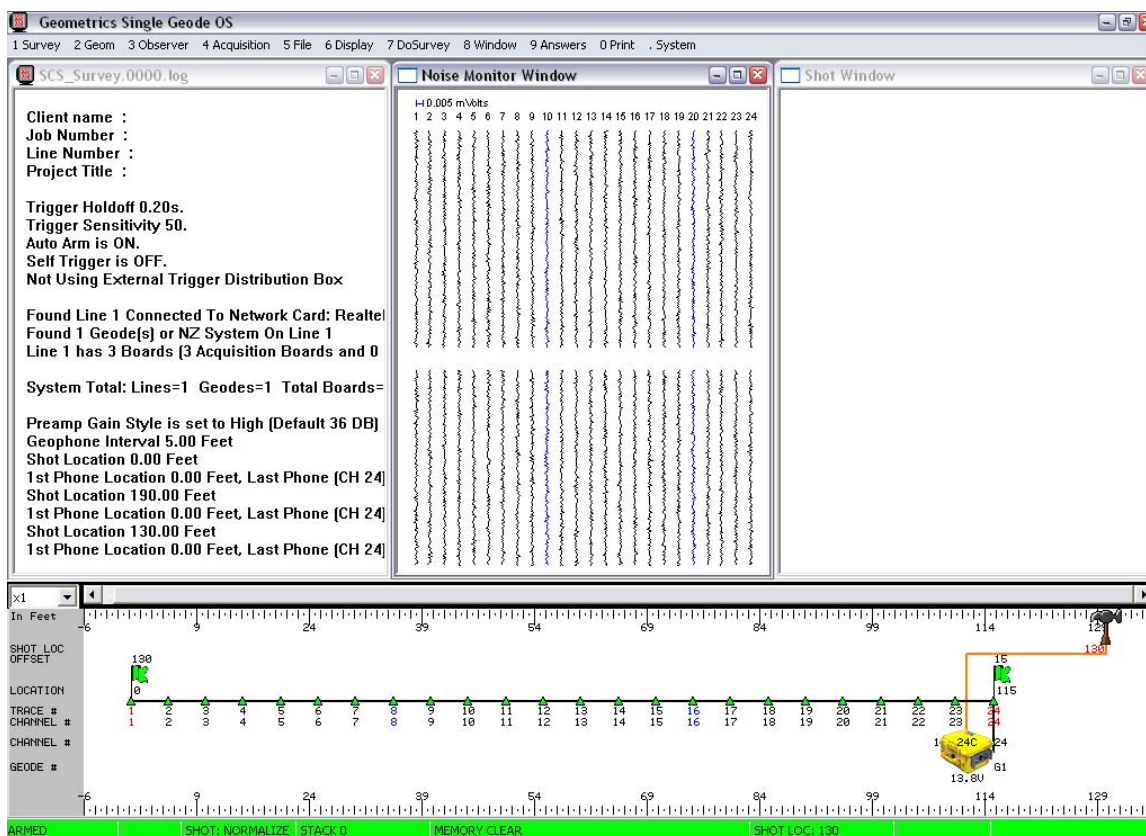 Geometrics Single Geode OS
1 Survey 2 Geom 3 Observer 4 Acquisition 5 File 6 Display 7 DoSurvey 8 Window 9 Answers 0 Print . System
SCS_Survey.0000.log
Client name :
Job Number :
Line Number :
Project Title :
Trigger Holdoff 0.20s.
Trigger Sensitivity 50.
Auto Arm is ON.
Self Trigger is OFF.
Not Using External Trigger Distribution Box
Found Line 1 Connected To Network Card: Realtel
Found 1 Geode(s) or NZ System On Line 1
Line 1 has 3 Boards (3 Acquisition Boards and 0
System Total: Lines=1 Geodes=1 Total Boards=
Preamp Gain Style is set to High (Default 36 DB)
Geophone Interval 5.00 Feet
Shot Location 0.00 Feet
1st Phone Location 0.00 Feet, Last Phone (CH 24)
Shot Location 190.00 Feet
1st Phone Location 0.00 Feet, Last Phone (CH 24)
Shot Location 130.00 Feet
1st Phone Location 0.00 Feet, Last Phone (CH 24)
Noise Monitor Window
0.005 mVolts
1 2 3 4 5 6 7 8 9 10 11 12 13 14 15 16 17 18 19 20 21 22 23 24
Shot Window
x1
In Feet
-6 9 24 39 54 69 84 99 114 129
SHOT LOC
130
OFFSET
130 15
LOCATION
0 115
TRACE #
1 2 3 4 5 6 7 8 9 10 11 12 13 14 15 16 17 18 19 20 21 22 23 24
CHANNEL #
1 2 3 4 5 6 7 8 9 10 11 12 13 14 15 16 17 18 19 20 21 22 23 24
CHANNEL #
1 24C 24
GEODE #
G1
13.8V
-6 9 24 39 54 69 84 99 114 129
ARMED SHOT: NORMALIZE STACK 0 MEMORY CLEAR SHOT LOC: 130